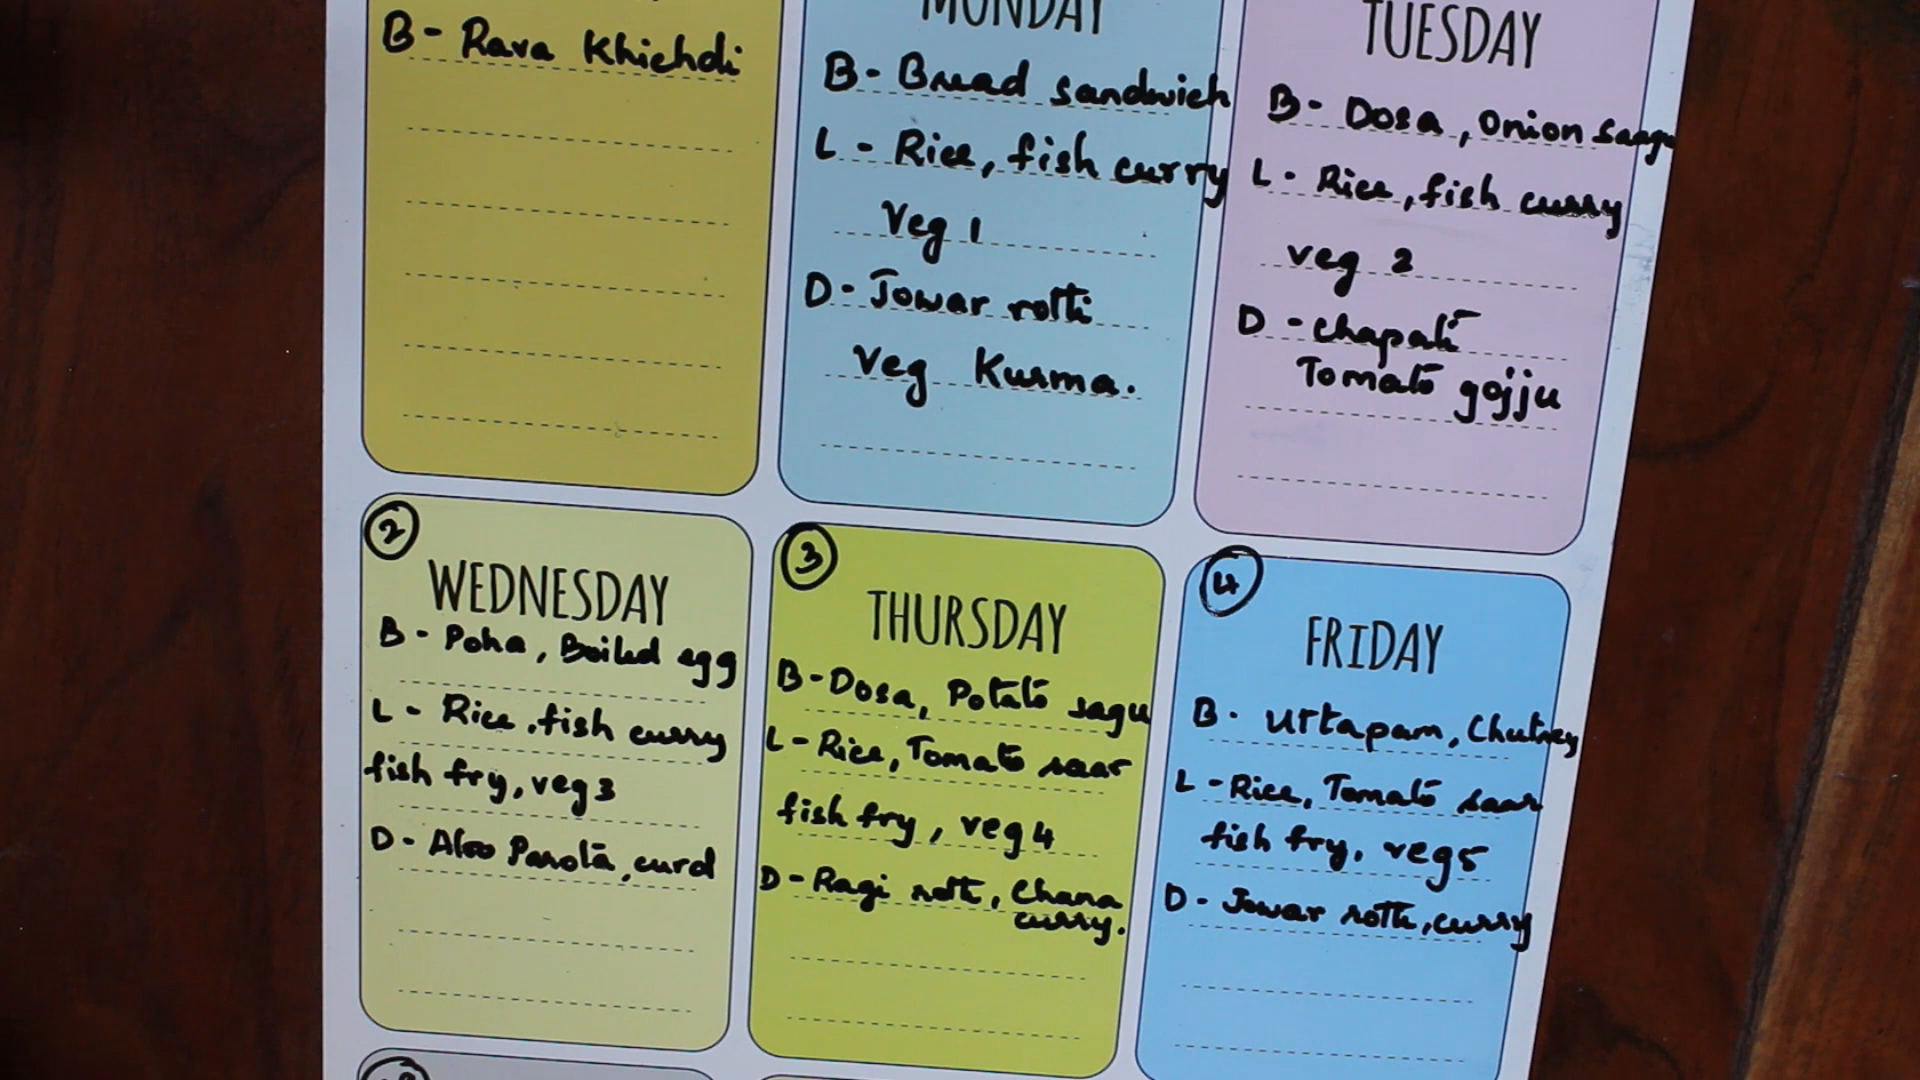 B - Rava Khichdi
MONDAY
B - Bread sandwich
L - Rice, fish curry
Veg 1
D - Jowar rotti
Veg Kurma.
TUESDAY
B - Dosa, Onion saagu
L - Rice, fish curry
veg 2
D - chapati
Tomato gojju
2
WEDNESDAY
B - Poha, Boiled egg
L - Rice, fish curry
fish fry, veg 3
D - Aloo Parota, curd
3
THURSDAY
B - Dosa, Potato sagu
L - Rice, Tomato saar
fish fry, veg 4
D - Ragi rotti, Chana
curry.
4
FRIDAY
B - Uttapam, Chutney
L - Rice, Tomato saar
fish fry, veg 5
D - Jowar rotti, curry